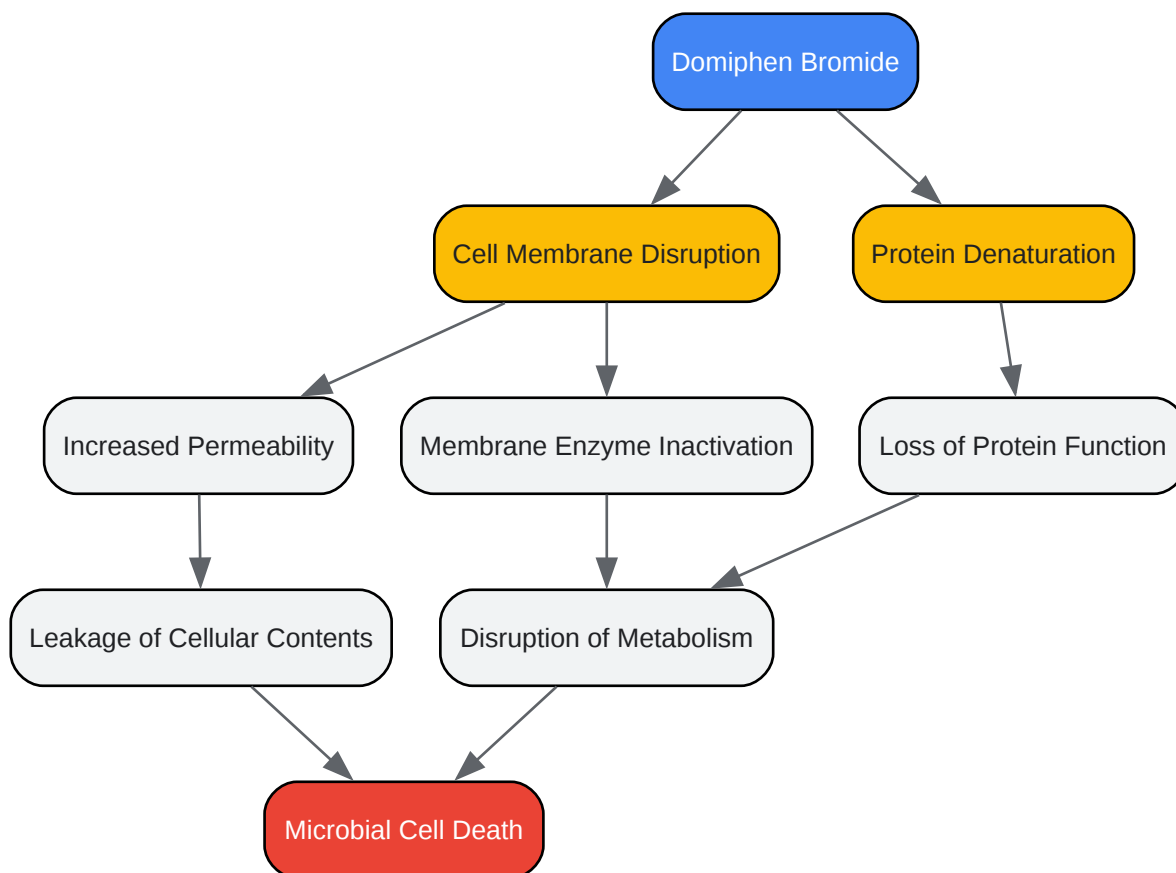 Domiphen Bromide
Cell Membrane Disruption
Protein Denaturation
Increased Permeability
Membrane Enzyme Inactivation
Loss of Protein Function
Leakage of Cellular Contents
Disruption of Metabolism
Microbial Cell Death